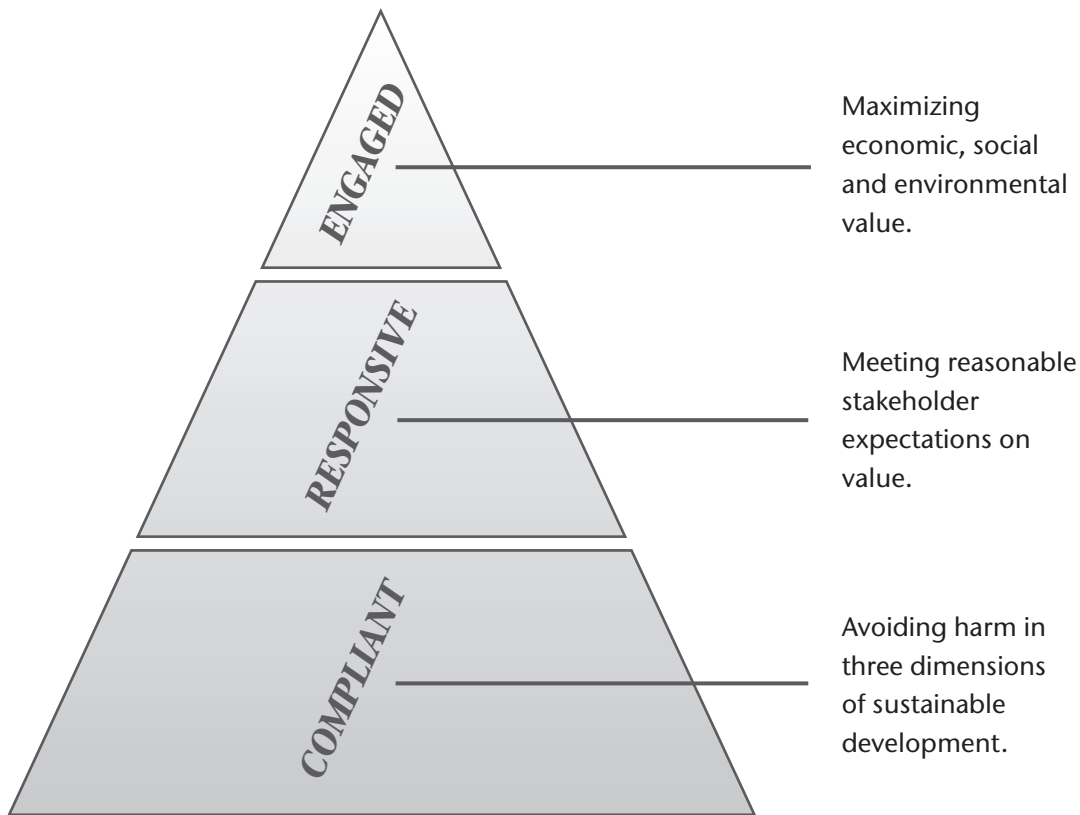 ENGAGED
Maximizing
economic, social
and environmental
value.
RESPONSIVE
Meeting reasonable
stakeholder
expectations on
value.
COMPLIANT
Avoiding harm in
three dimensions
of sustainable
development.